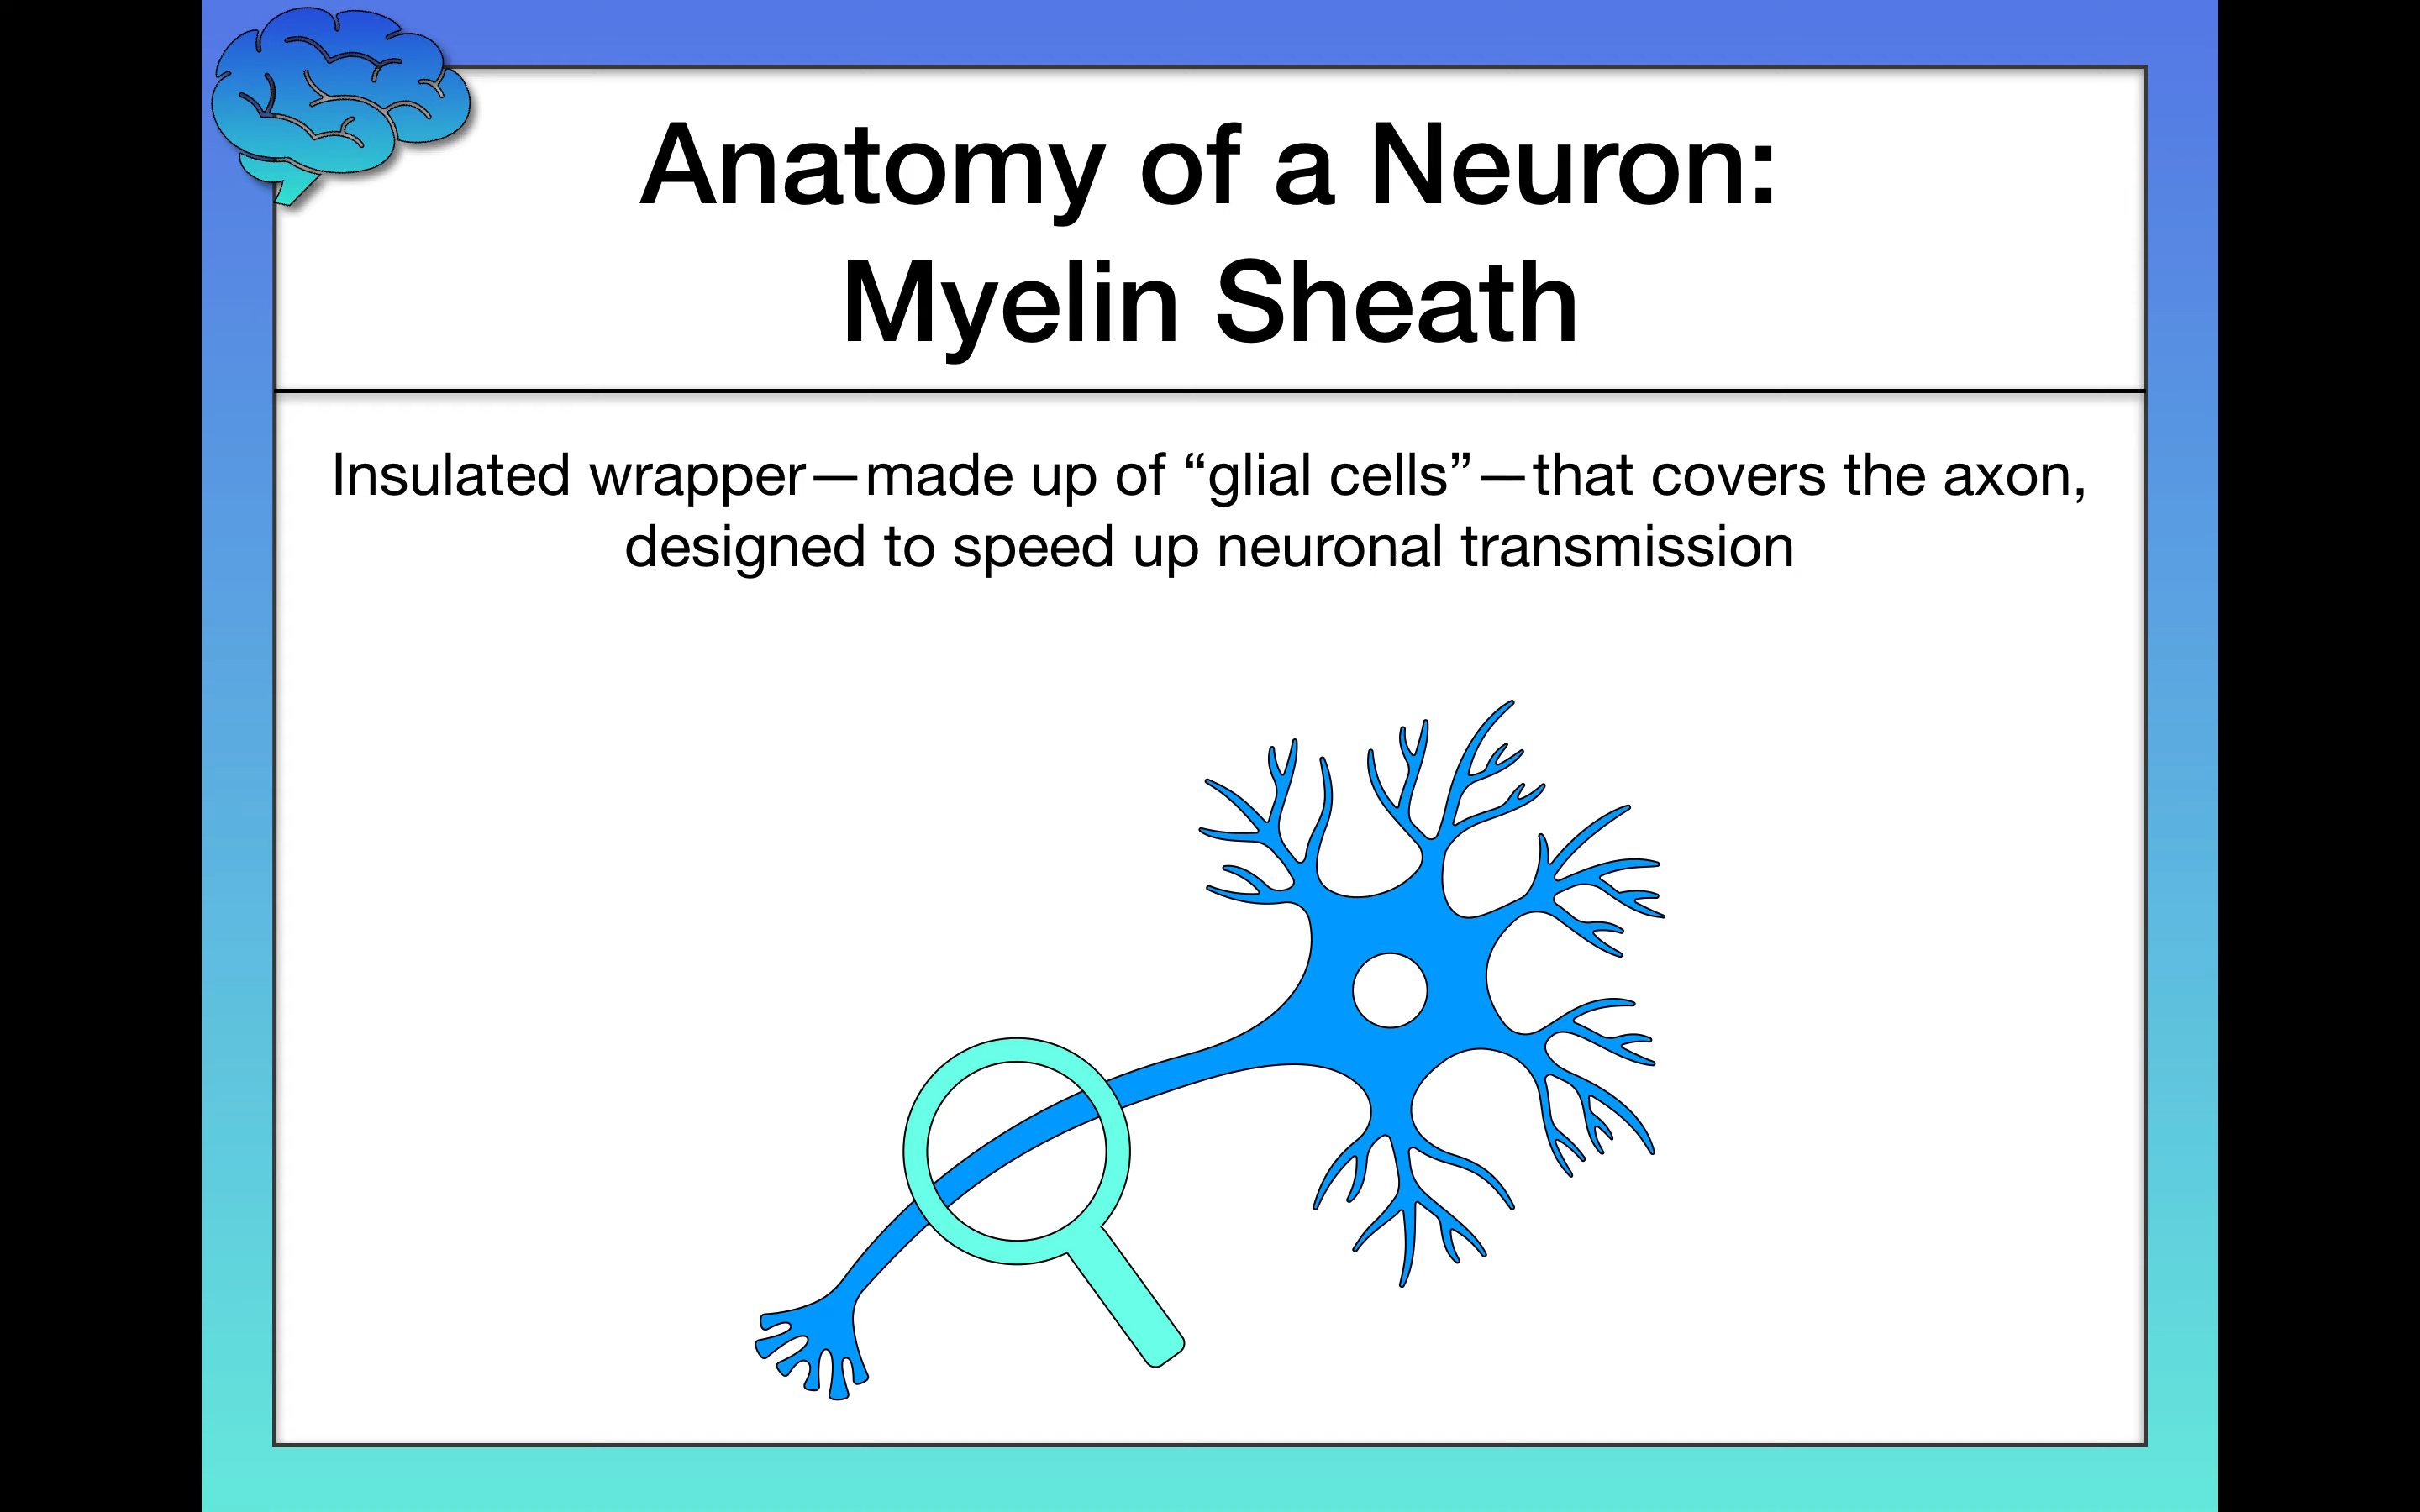 Anatomy of a Neuron:
Myelin Sheath
Insulated wrapper—made up of “glial cells”—that covers the axon,
designed to speed up neuronal transmission